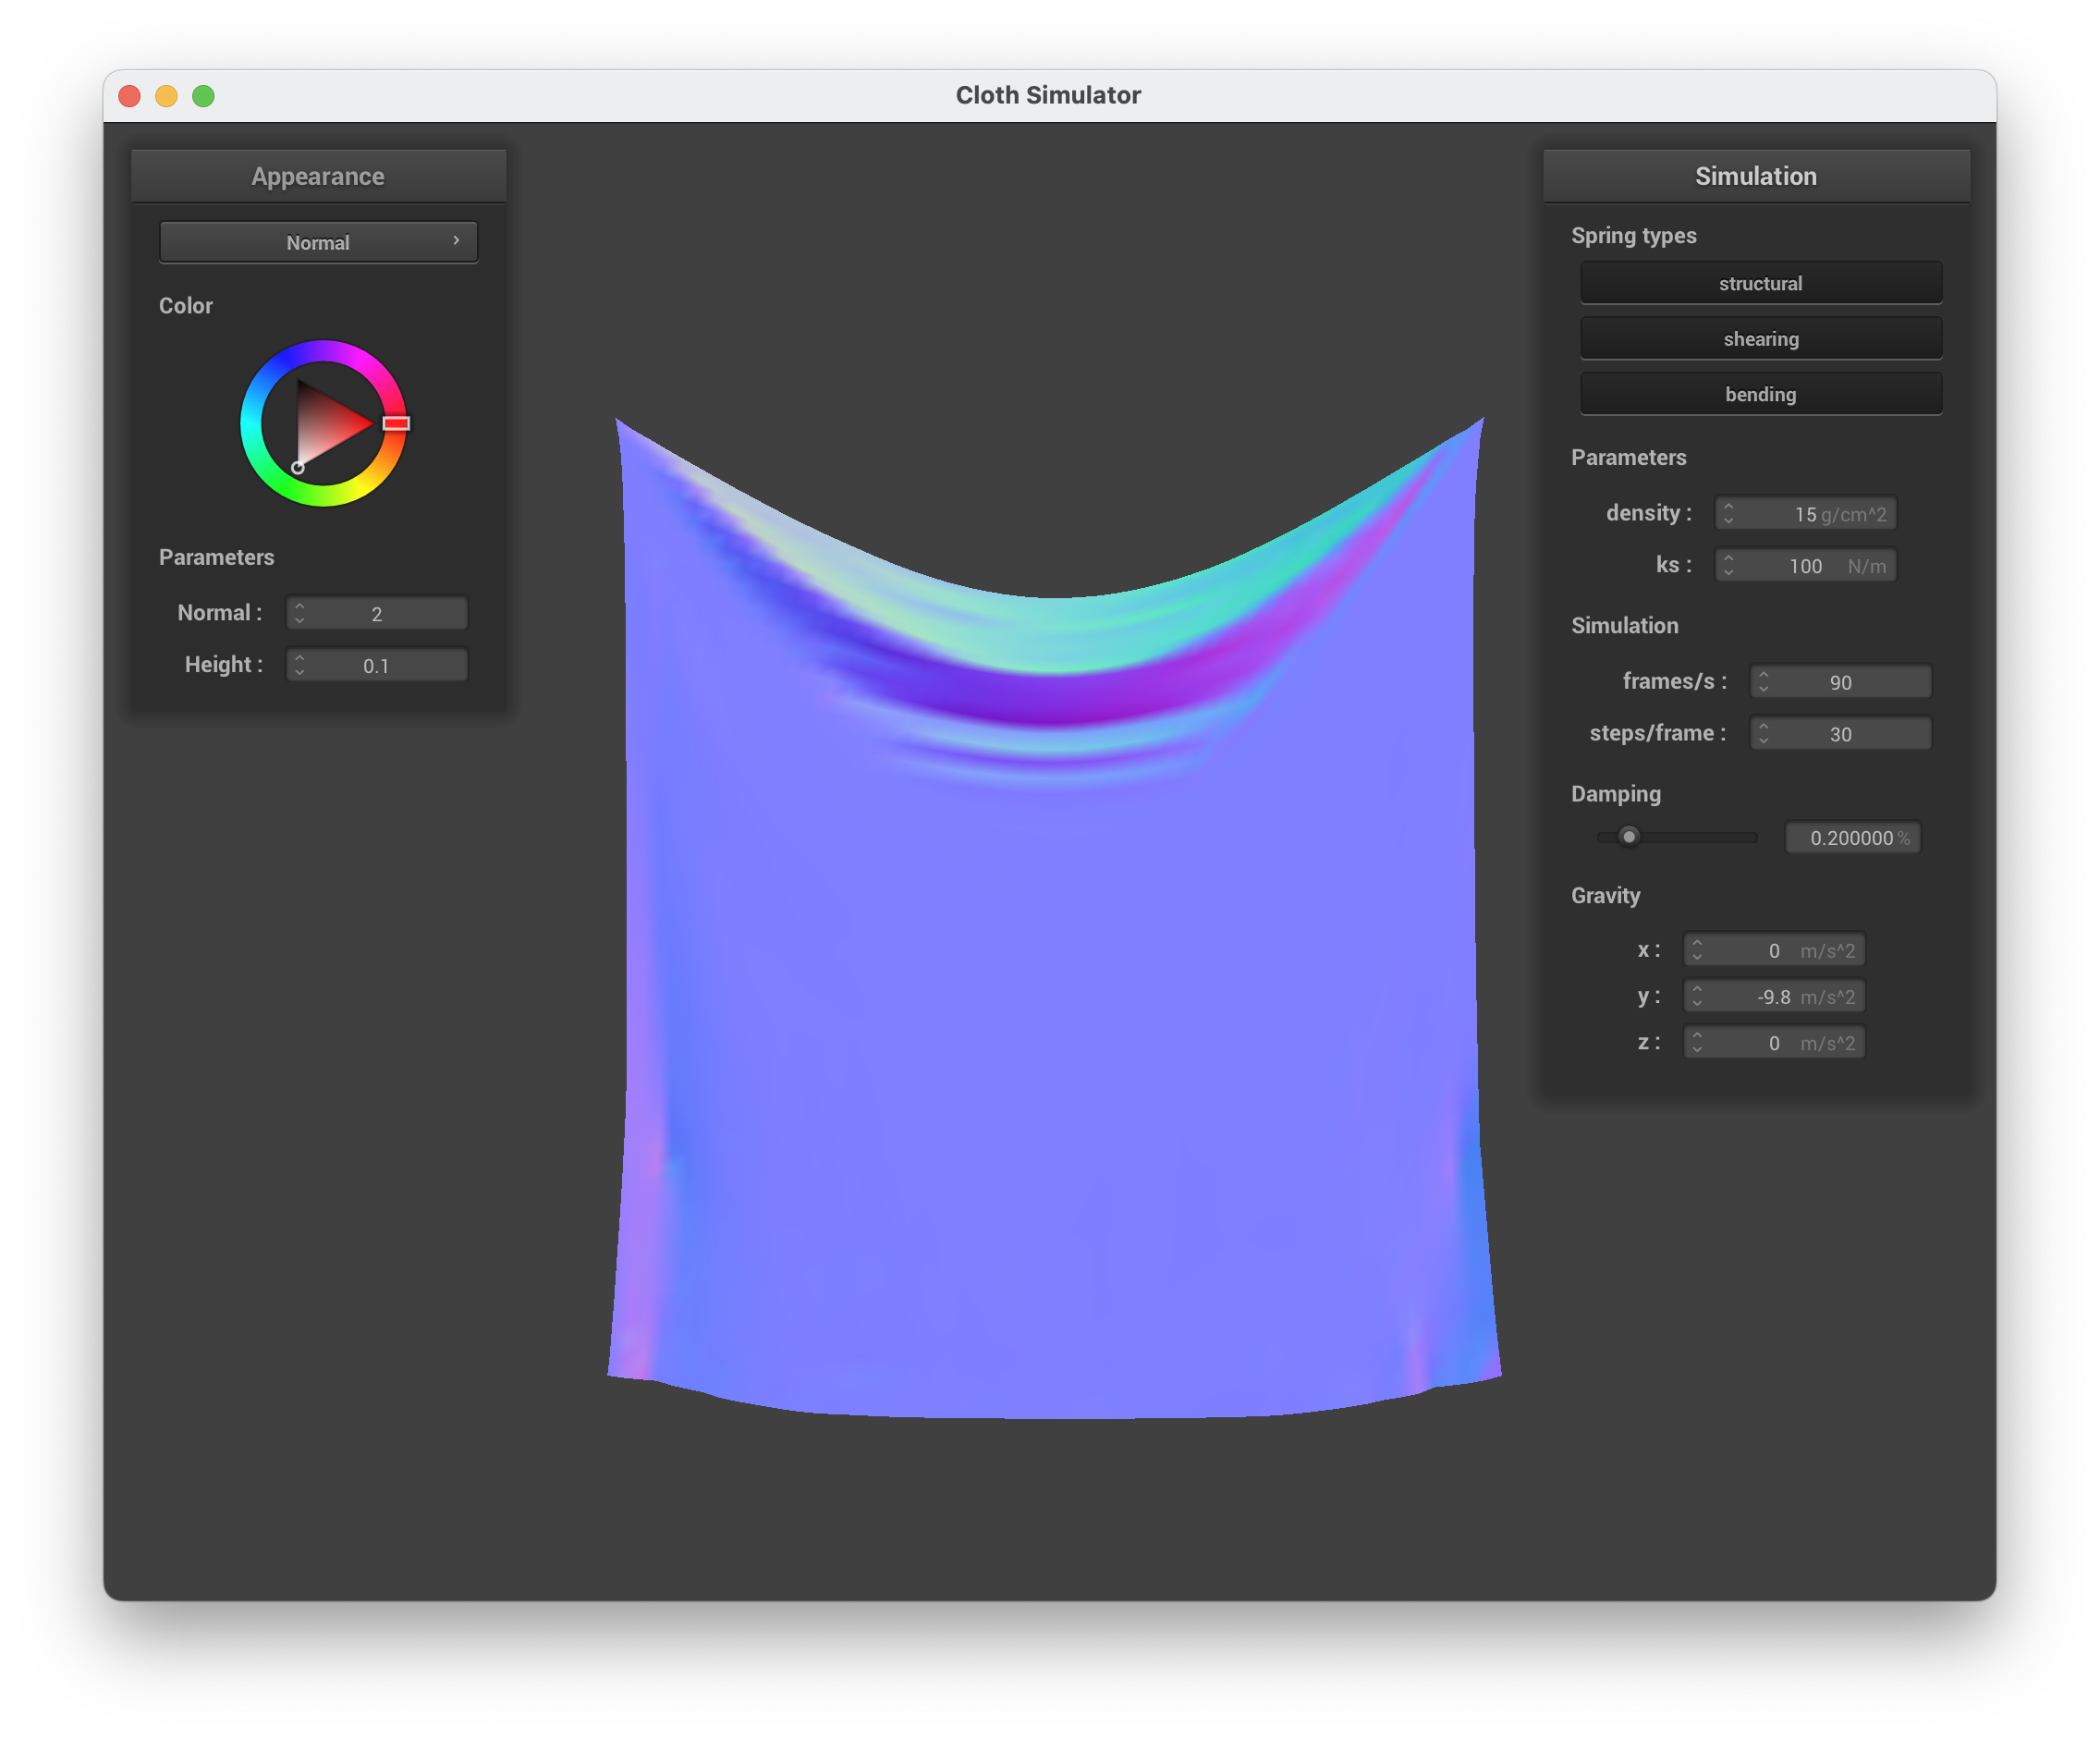 Cloth Simulator
Appearance
Normal
Color
Parameters
Normal : 2
Height : 0.1
Simulation
Spring types
structural
shearing
bending
Parameters
density : 15 g/cm^2
ks : 100 N/m
Simulation
frames/s : 90
steps/frame : 30
Damping
0.200000 %
Gravity
x : 0 m/s^2
y : -9.8 m/s^2
z : 0 m/s^2